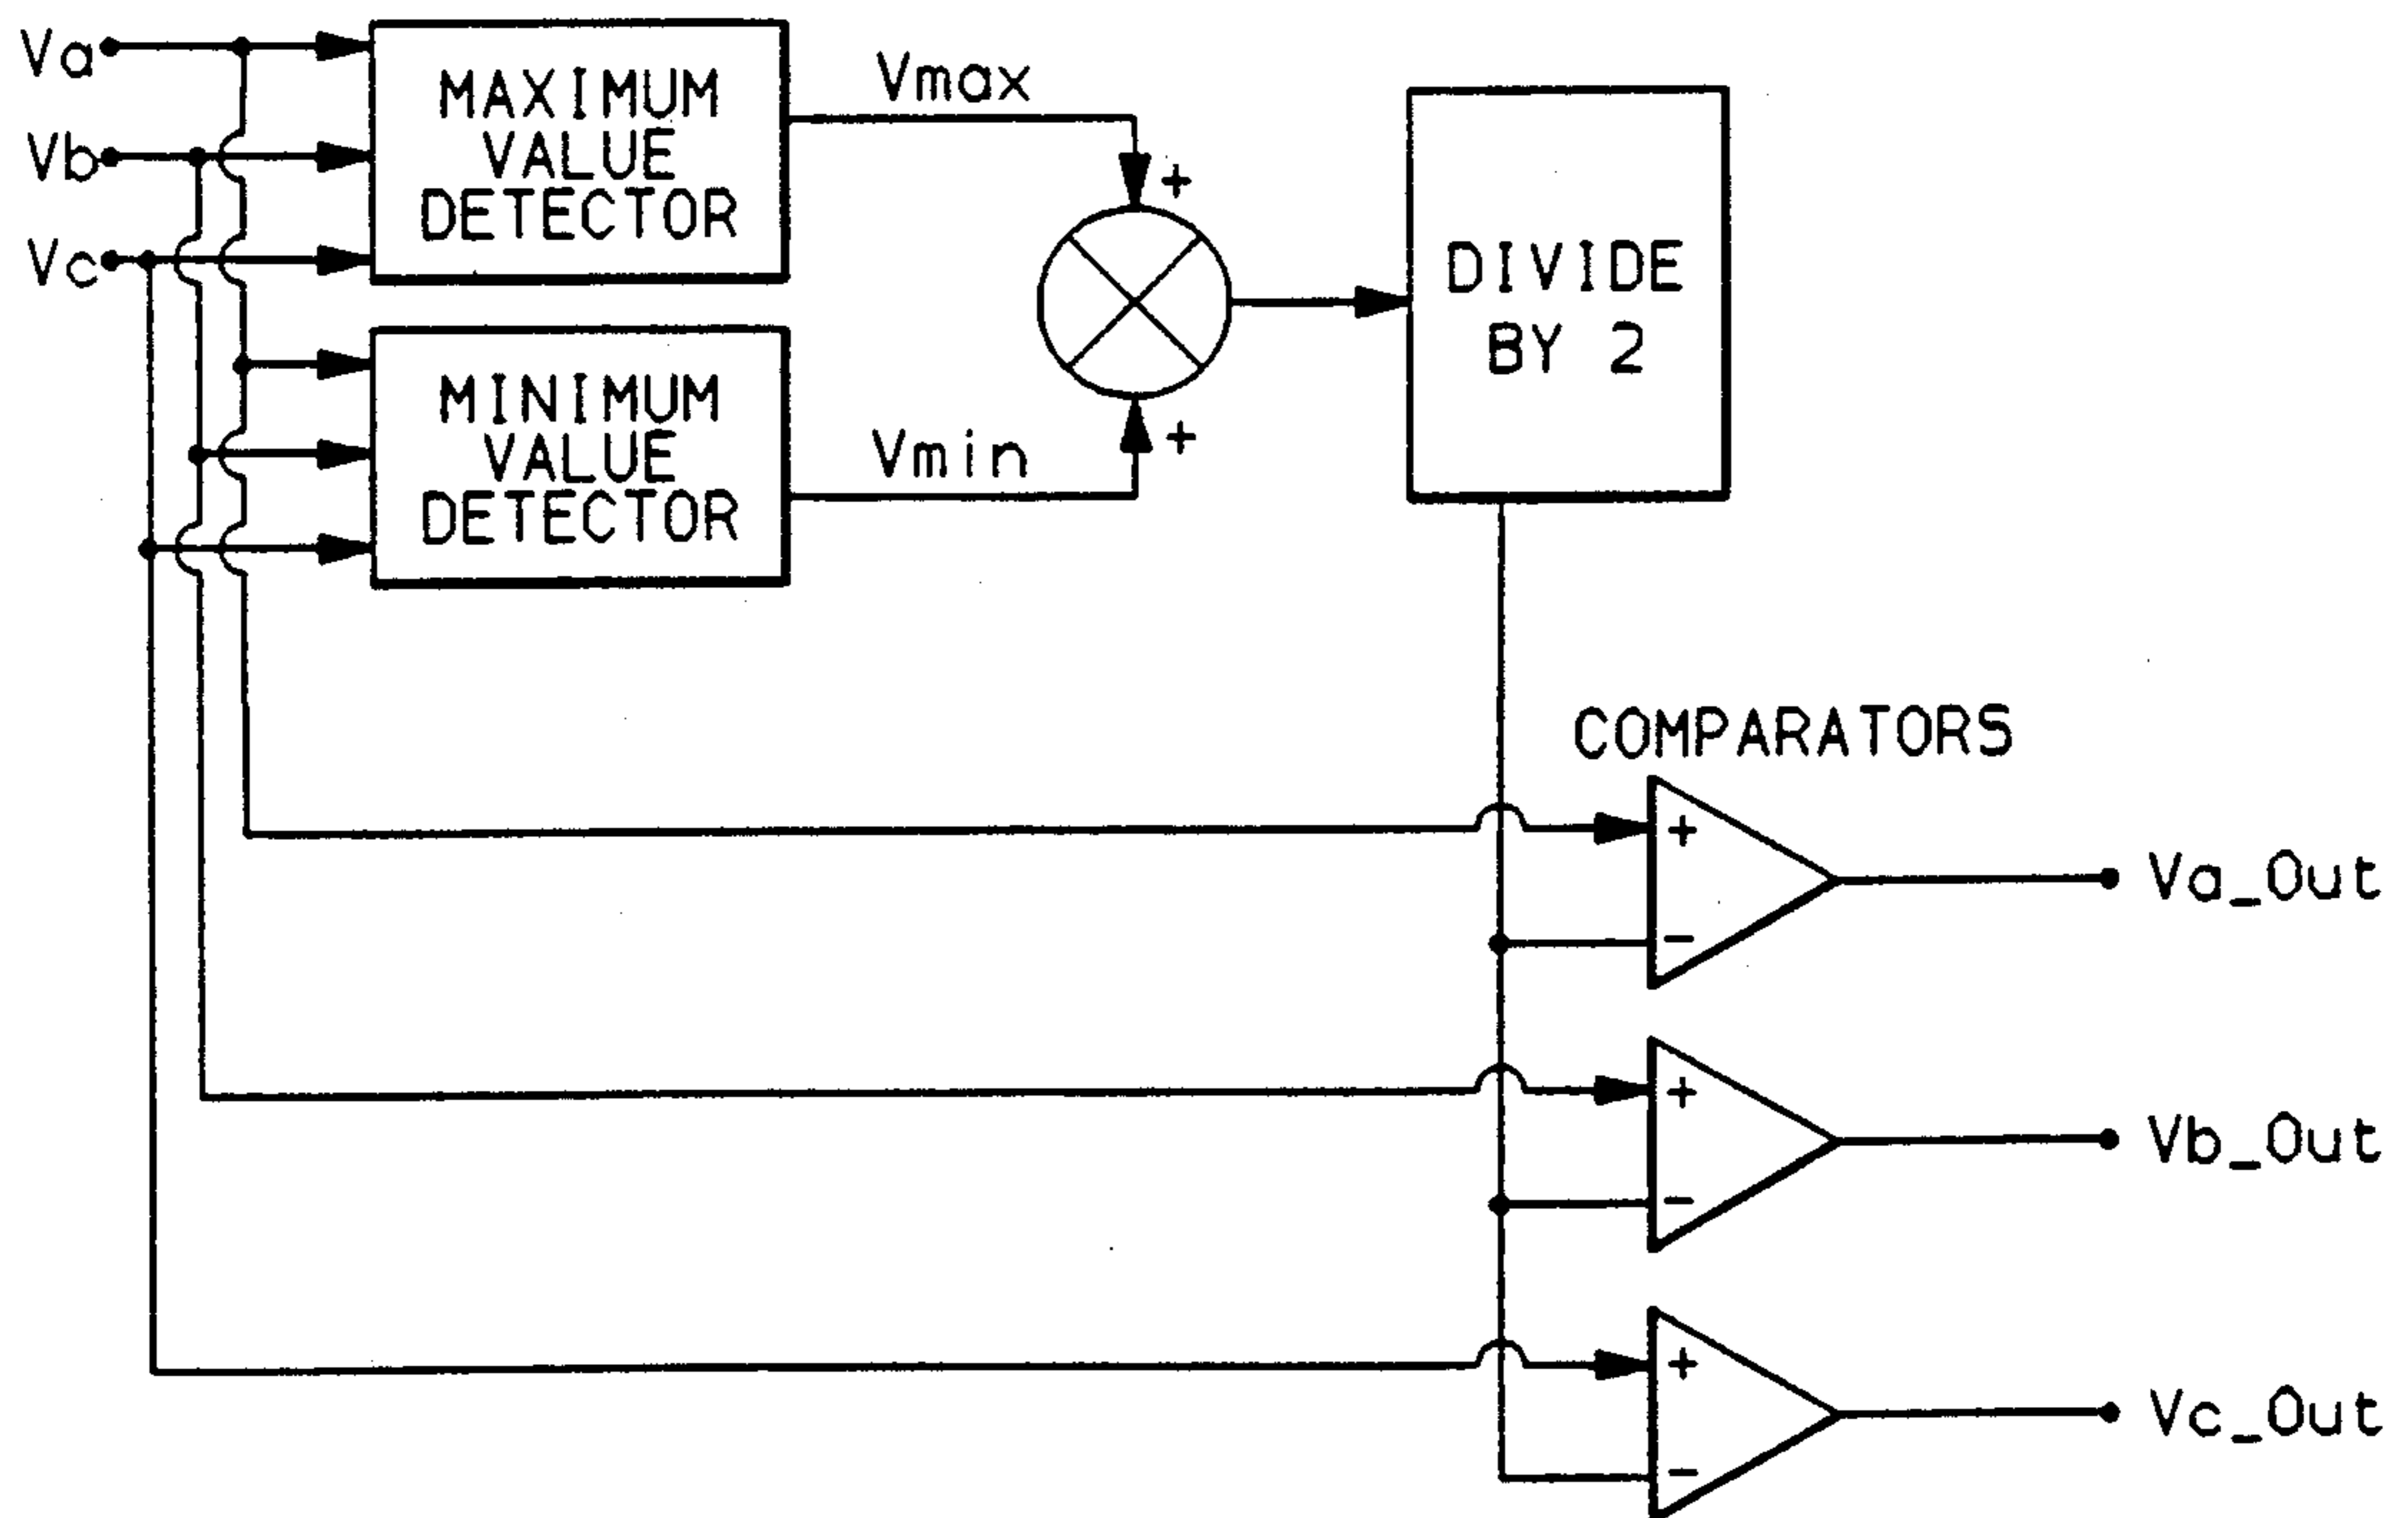 Va
Vb
Vc
MAXIMUM
VALUE
DETECTOR
Vmax
+
MINIMUM
VALUE
DETECTOR
Vmin
+
DIVIDE
BY 2
COMPARATORS
+
-
Va_Out
+
-
Vb_Out
+
-
Vc_Out